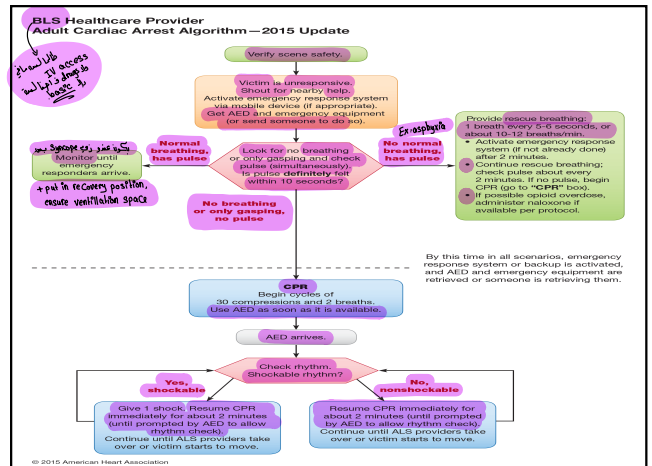 BLS Healthcare Provider
Adult Cardiac Arrest Algorithm—2015 Update
IV access
basic
Verify scene safety.
Victim is unresponsive.
Shout for nearby help.
Activate emergency response system
via mobile device (if appropriate).
Get AED and emergency equipment
(or send someone to do so).
Normal
breathing,
has pulse
Look for no breathing
or only gasping and check
pulse (simultaneously).
Is pulse definitely felt
within 10 seconds?
Ex:asphyxia
No normal
breathing,
has pulse
Syncope
Monitor until
emergency
responders arrive.
+ put in recovery position,
ensure ventillation space
Provide rescue breathing:
1 breath every 5-6 seconds, or
about 10-12 breaths/min.
• Activate emergency response
system (if not already done)
after 2 minutes.
• Continue rescue breathing;
check pulse about every
2 minutes. If no pulse, begin
CPR (go to "CPR" box).
• If possible opioid overdose,
administer naloxone if
available per protocol.
No breathing
or only gasping,
no pulse
By this time in all scenarios, emergency
response system or backup is activated,
and AED and emergency equipment are
retrieved or someone is retrieving them.
CPR
Begin cycles of
30 compressions and 2 breaths.
Use AED as soon as it is available.
AED arrives.
Check rhythm.
Shockable rhythm?
Yes,
shockable
No,
nonshockable
Give 1 shock. Resume CPR
immediately for about 2 minutes
(until prompted by AED to allow
rhythm check).
Continue until ALS providers take
over or victim starts to move.
Resume CPR immediately for
about 2 minutes (until prompted
by AED to allow rhythm check).
Continue until ALS providers take
over or victim starts to move.
© 2015 American Heart Association